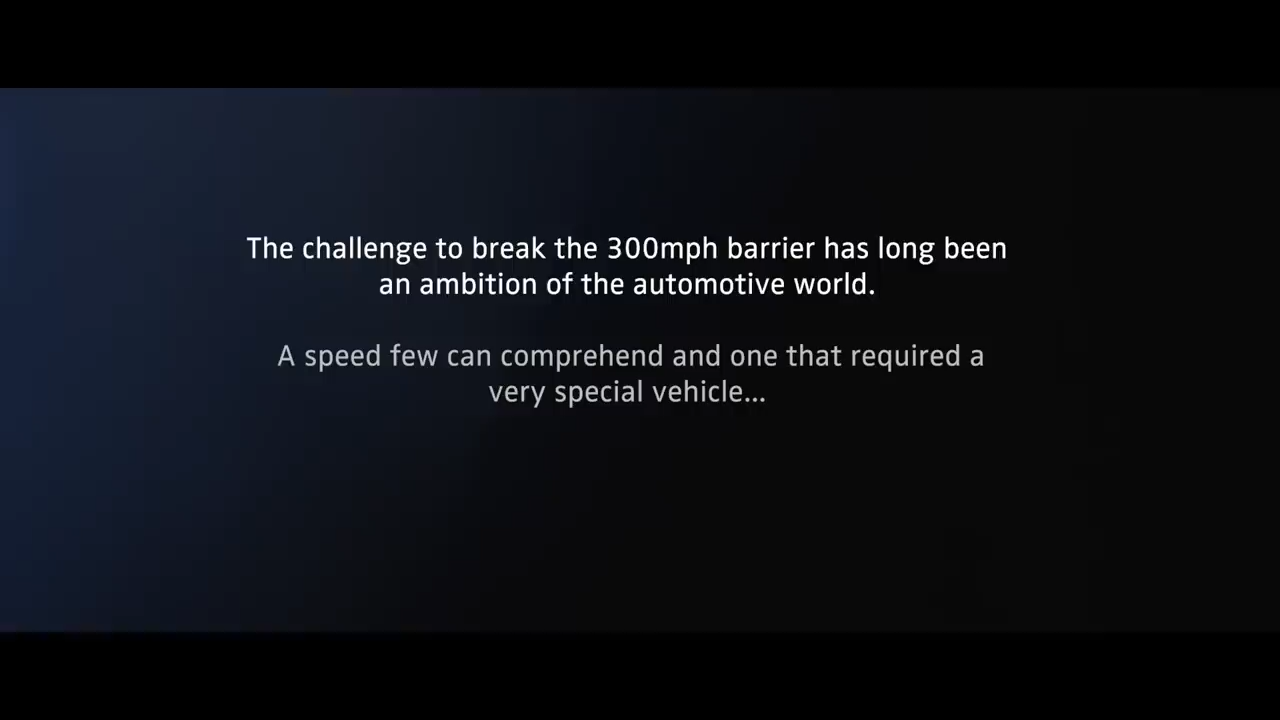 The challenge to break the 300mph barrier has long been
an ambition of the automotive world.
A speed few can comprehend and one that required a
very special vehicle...